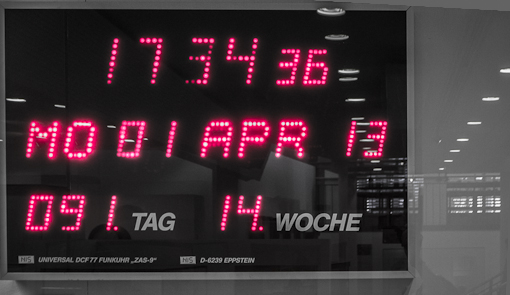 17 34 36
MO 01 APR 13
091. TAG 14. WOCHE
H|S UNIVERSAL DCF77 FUNKUHR „ZAS-9" H|S D-6239 EPPSTEIN